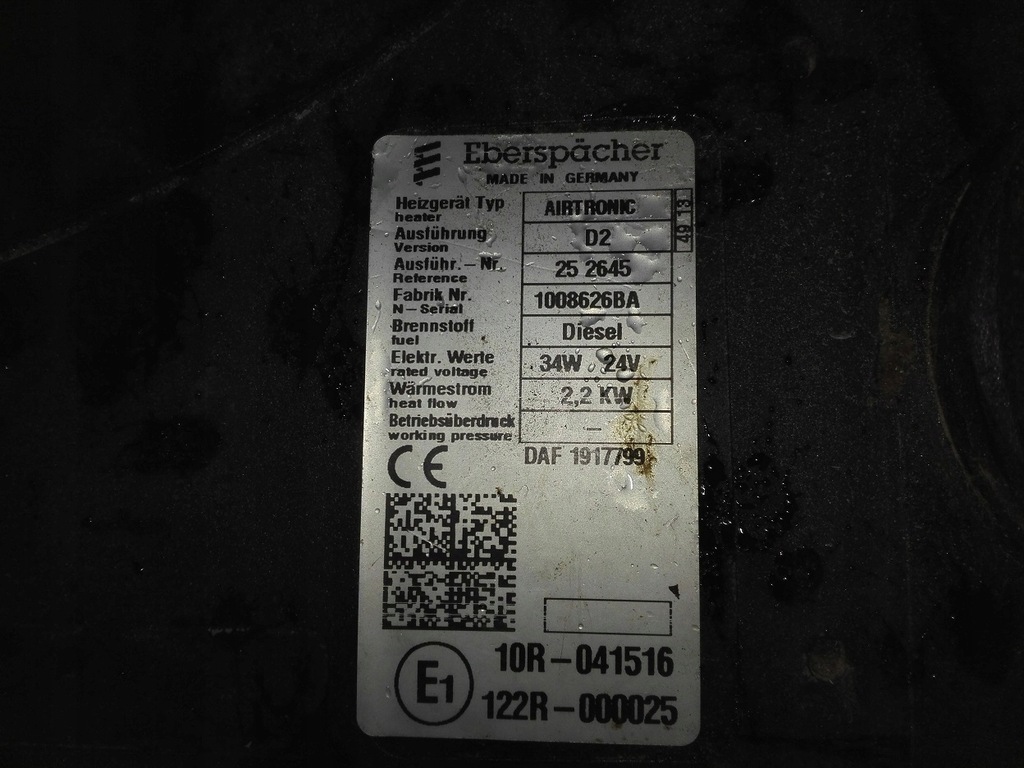 Eberspächer
MADE IN GERMANY
Heizgerät Typ
heater
AIRTRONIC
49 13
Ausführung
Version
D2
Ausführ.-Nr.
Reference
25 2645
Fabrik Nr.
N-Serial
1008626BA
Brennstoff
fuel
Diesel
Elektr. Werte
rated voltage
34W 24V
Wärmestrom
heat flow
2,2 KW
Betriebsüberdruck
working pressure
–
CE
DAF 1917799
E1
10R-041516
122R-000025